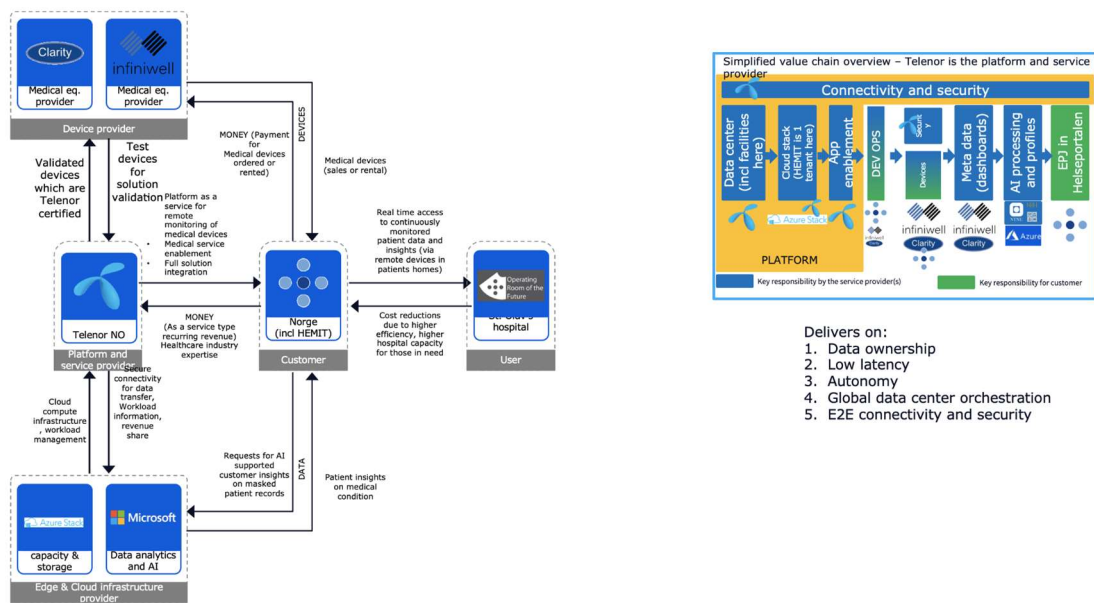 Clarity
infiniwell
Medical eq.
provider
Medical eq.
provider
Device provider
Validated
devices
which are
Telenor
certified
Test
devices
for
solution
validation
• Platform as a
service for
remote
monitoring of
medical devices
• Medical service
enablement
• Full solution
integration
MONEY (Payment
for
Medical devices
ordered or
rented)
DEVICES
Medical devices
(sales or rental)
Real time access
to continuously
monitored
patient data and
insights (via
remote devices in
patients homes)
Telenor NO
Platform and
service provider
MONEY
(As a service type
recurring revenue)
Healthcare industry
expertise
Norge
(incl HEMIT)
Customer
Cost reductions
due to higher
efficiency, higher
hospital capacity
for those in need
Operating
Room of the
Future
St. Olav's
hospital
User
Cloud
compute
infrastructure
, workload
management
Secure
connectivity
for data
transfer,
Workload
information,
revenue
share
Requests for AI
supported
customer insights
on masked
patient records
DATA
Patient insights
on medical
condition
Azure Stack
Microsoft
capacity &
storage
Data analytics
and AI
Edge & Cloud infrastructure
provider
Simplified value chain overview – Telenor is the platform and service
provider
Connectivity and security
Data center
(incl facilities
here)
Cloud stack
(HEMIT is 1
tenant here)
App
enablement
DEV OPS
Securit
y
Devices
Meta data
(dashboards)
AI processing
and profiles
EPJ in
Helseportalen
Azure Stack
infiniwell
Clarity
infiniwell
Clarity
infiniwell
Clarity
Azure
PLATFORM
Key responsibility by the service provider(s)
Key responsibility for customer
Delivers on:
1. Data ownership
2. Low latency
3. Autonomy
4. Global data center orchestration
5. E2E connectivity and security